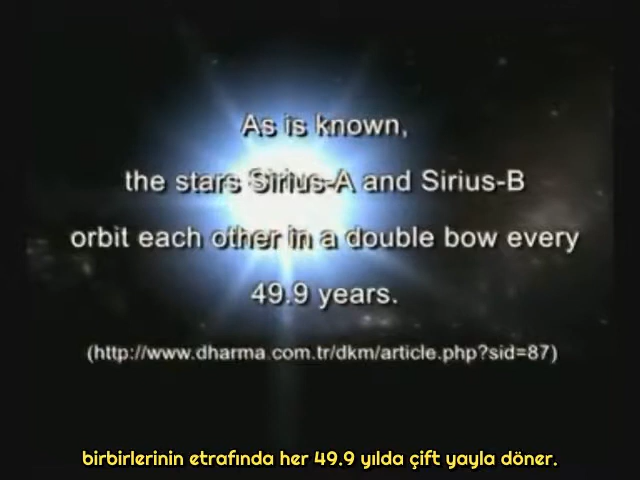 As is known,
the stars Sirius-A and Sirius-B
orbit each other in a double bow every
49.9 years.
(http://www.dharma.com.tr/dkm/article.php?sid=87)
birbirlerinin etrafında her 49.9 yılda çift yayla döner.